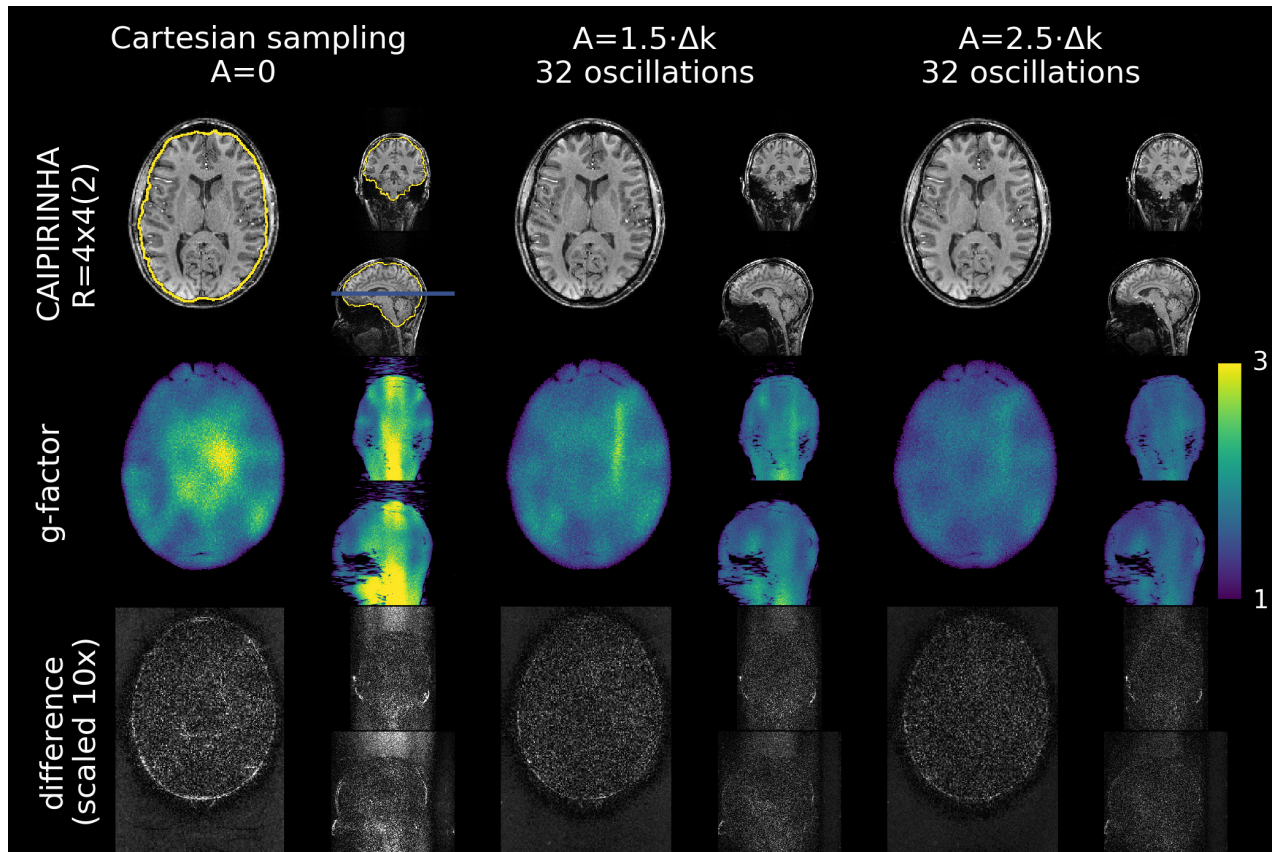 Cartesian sampling
A=0
A=1.5·Δk
32 oscillations
A=2.5·Δk
32 oscillations
CAIPIRINHA
R=4x4(2)
g-factor
3
1
difference
(scaled 10x)